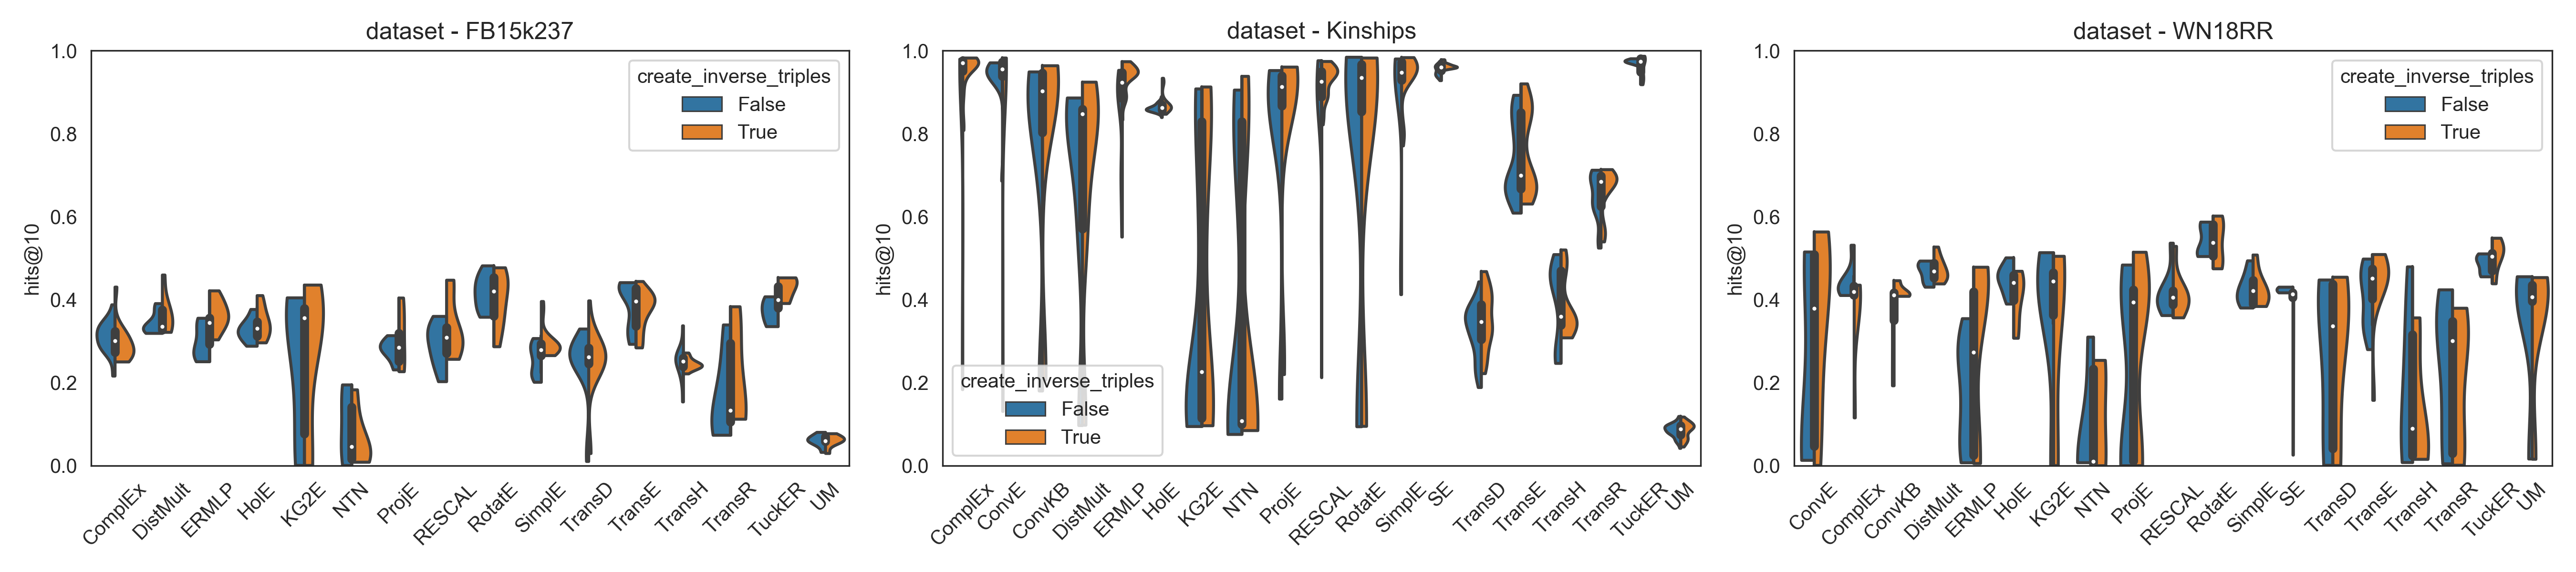 dataset - FB15k237
hits@10
1.0
0.8
0.6
0.4
0.2
0.0
create_inverse_triples
False
True
ComplEx
DistMult
ERMLP
HolE
KG2E
NTN
ProjE
RESCAL
RotatE
SimplE
TransD
TransE
TransH
TransR
TuckER
UM
dataset - Kinships
hits@10
1.0
0.8
0.6
0.4
0.2
0.0
create_inverse_triples
False
True
ComplEx
ConvE
ConvKB
DistMult
ERMLP
HolE
KG2E
NTN
ProjE
RESCAL
RotatE
SimplE
SE
TransD
TransE
TransH
TransR
TuckER
UM
dataset - WN18RR
hits@10
1.0
0.8
0.6
0.4
0.2
0.0
create_inverse_triples
False
True
ConvE
ComplEx
ConvKB
DistMult
ERMLP
HolE
KG2E
NTN
ProjE
RESCAL
RotatE
SimplE
SE
TransD
TransE
TransH
TransR
TuckER
UM